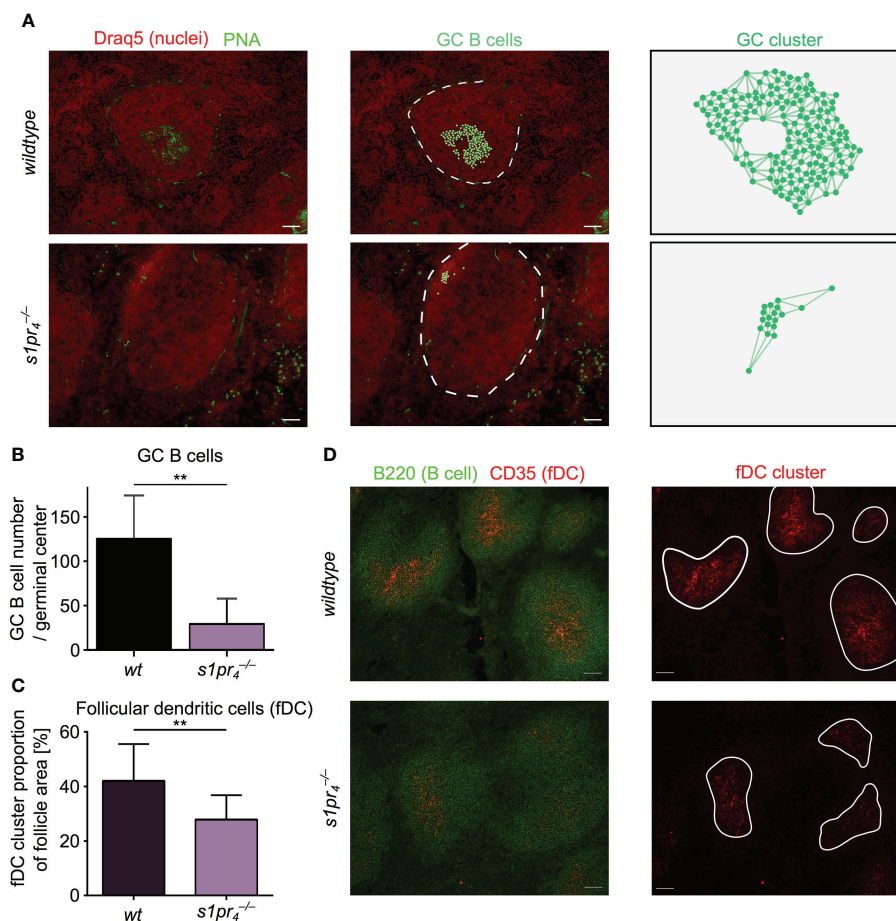 A
Draq5 (nuclei) PNA
GC B cells
GC cluster
wildtype
s1pr4–/–
B
GC B cells
**
GC B cell number
/ germinal center
150
100
50
0
wt
s1pr4–/–
C
Follicular dendritic cells (fDC)
**
fDC cluster proportion
of follicle area [%]
60
40
20
0
wt
s1pr4–/–
D
B220 (B cell) CD35 (fDC)
fDC cluster
wildtype
s1pr4–/–